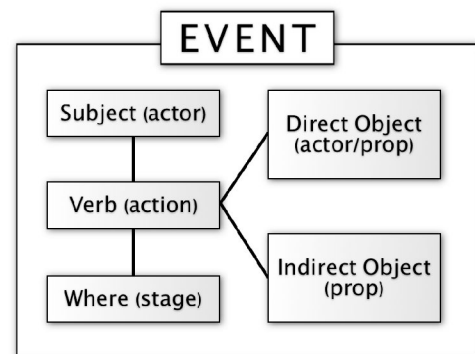 EVENT
Subject (actor)
Verb (action)
Where (stage)
Direct Object
(actor/prop)
Indirect Object
(prop)